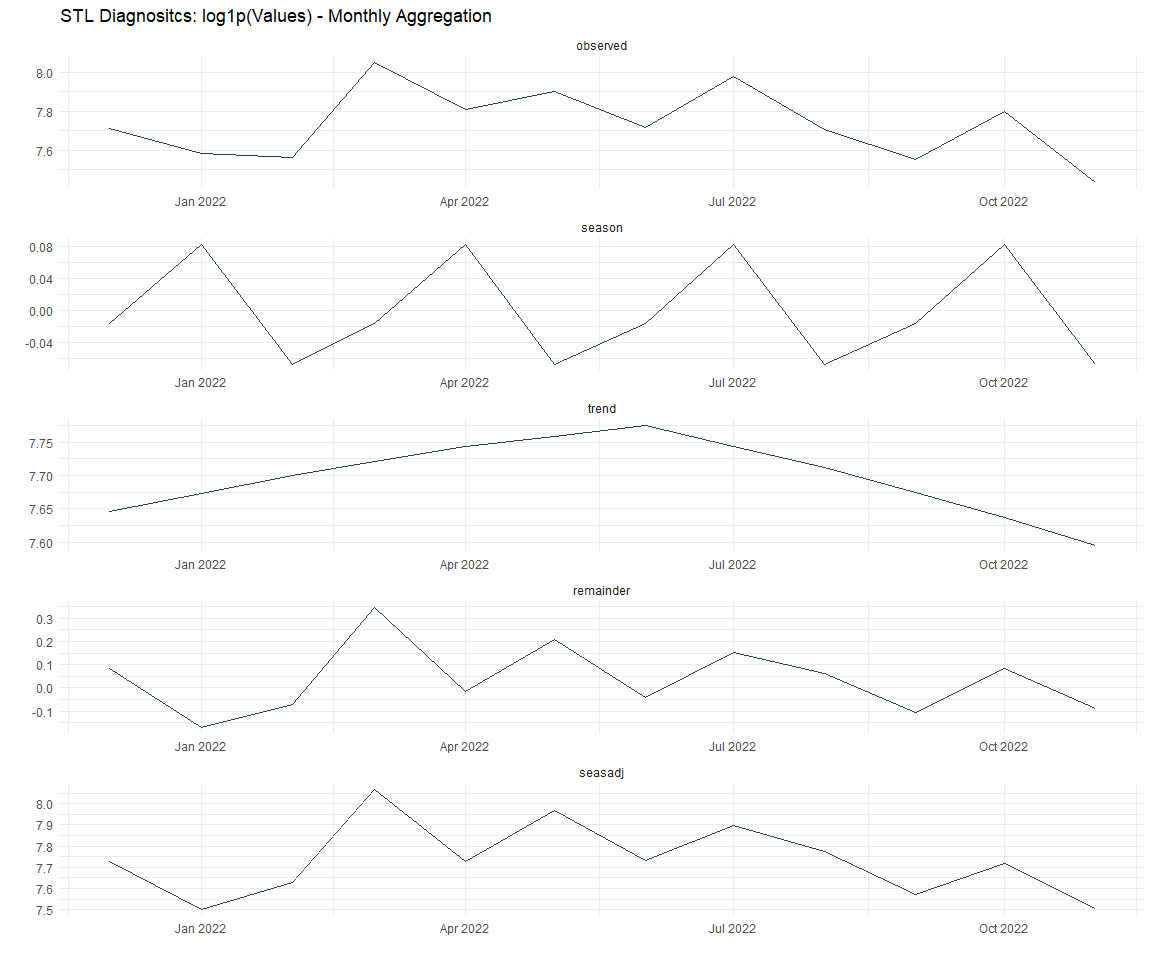 STL Diagnositcs: log1p(Values) - Monthly Aggregation
observed
8.0
7.8
7.6
Jan 2022 Apr 2022 Jul 2022 Oct 2022
season
0.08
0.04
0.00
-0.04
Jan 2022 Apr 2022 Jul 2022 Oct 2022
trend
7.75
7.70
7.65
7.60
Jan 2022 Apr 2022 Jul 2022 Oct 2022
remainder
0.3
0.2
0.1
0.0
-0.1
Jan 2022 Apr 2022 Jul 2022 Oct 2022
seasadj
8.0
7.9
7.8
7.7
7.6
7.5
Jan 2022 Apr 2022 Jul 2022 Oct 2022